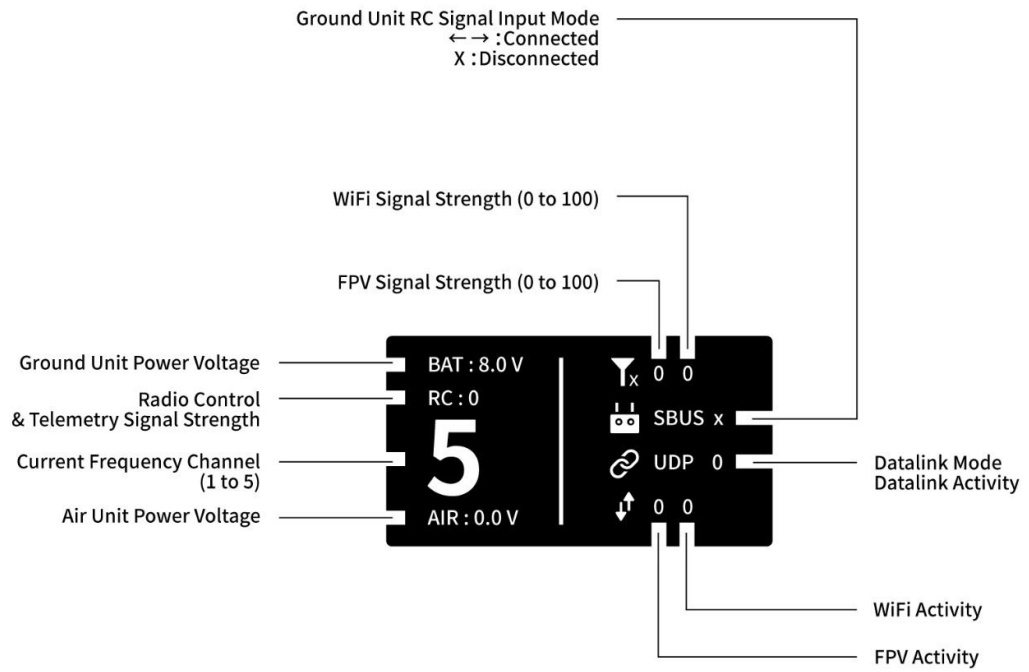 Ground Unit RC Signal Input Mode
←→ :Connected
X :Disconnected
WiFi Signal Strength (0 to 100)
FPV Signal Strength (0 to 100)
Ground Unit Power Voltage
Radio Control
& Telemetry Signal Strength
Current Frequency Channel
(1 to 5)
Air Unit Power Voltage
BAT : 8.0 V
RC : 0
5
AIR : 0.0 V
x 0 0
SBUS x
UDP 0
0 0
Datalink Mode
Datalink Activity
WiFi Activity
FPV Activity